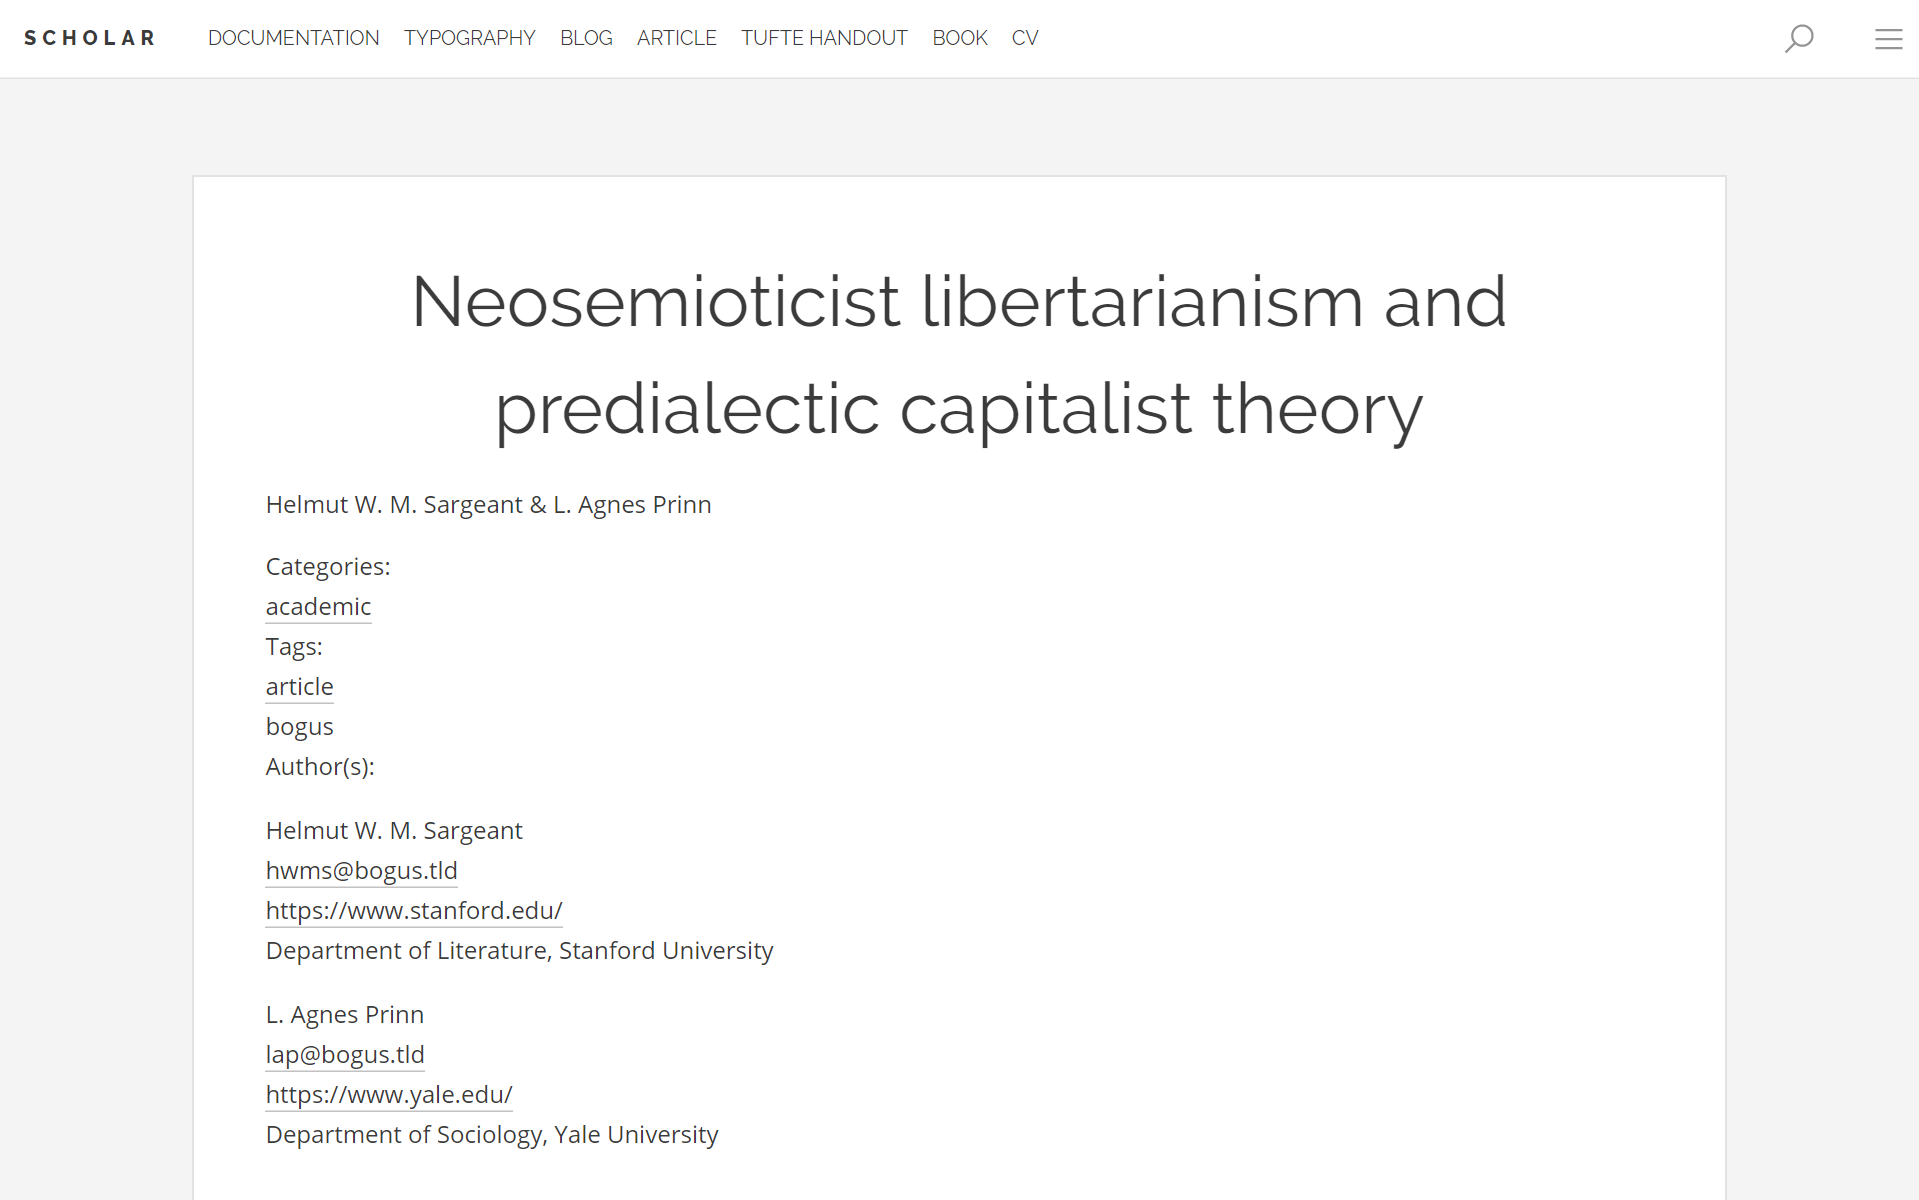 SCHOLAR DOCUMENTATION TYPOGRAPHY BLOG ARTICLE TUFTE HANDOUT BOOK CV
Neosemioticist libertarianism and
predialectic capitalist theory
Helmut W. M. Sargeant & L. Agnes Prinn
Categories:
academic
Tags:
article
bogus
Author(s):
Helmut W. M. Sargeant
hwms@bogus.tld
https://www.stanford.edu/
Department of Literature, Stanford University
L. Agnes Prinn
lap@bogus.tld
https://www.yale.edu/
Department of Sociology, Yale University